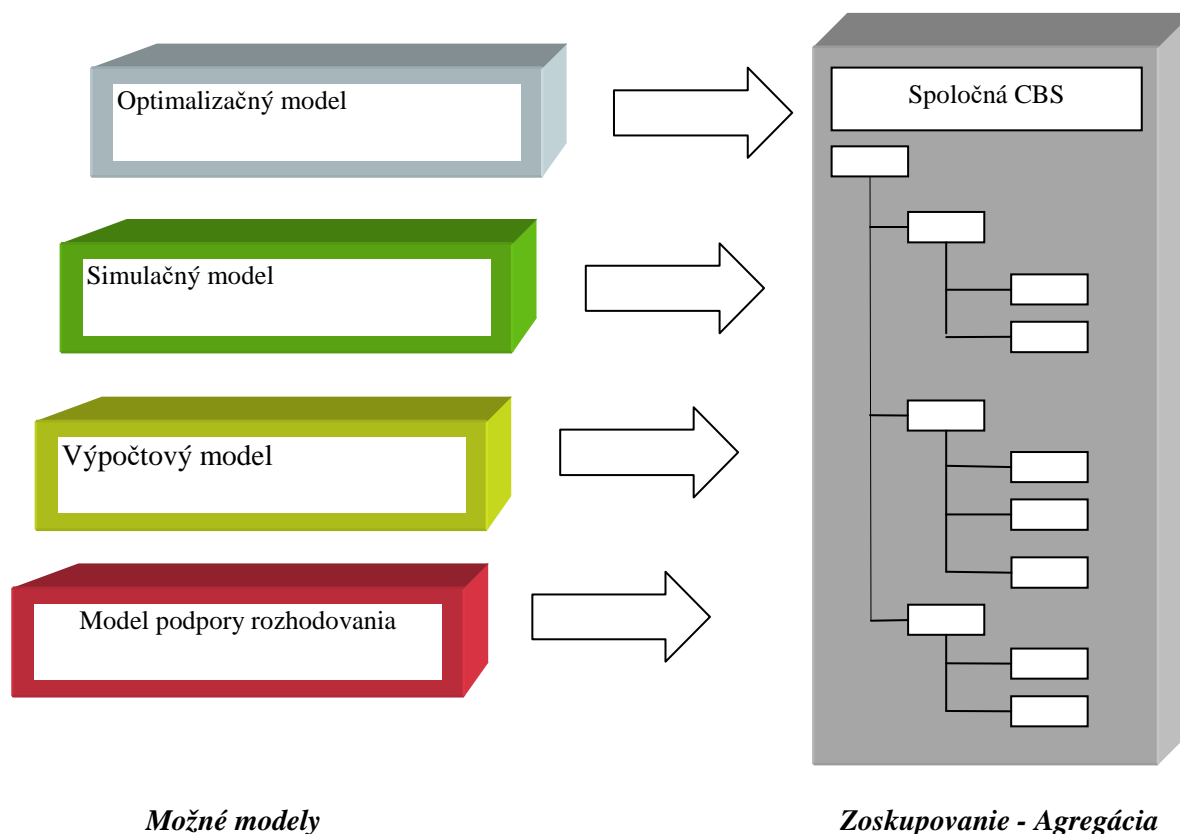 Optimalizačný model
Spoločná CBS
Simulačný model
Výpočtový model
Model podpory rozhodovania
Možné modely
Zoskupovanie - Agregácia